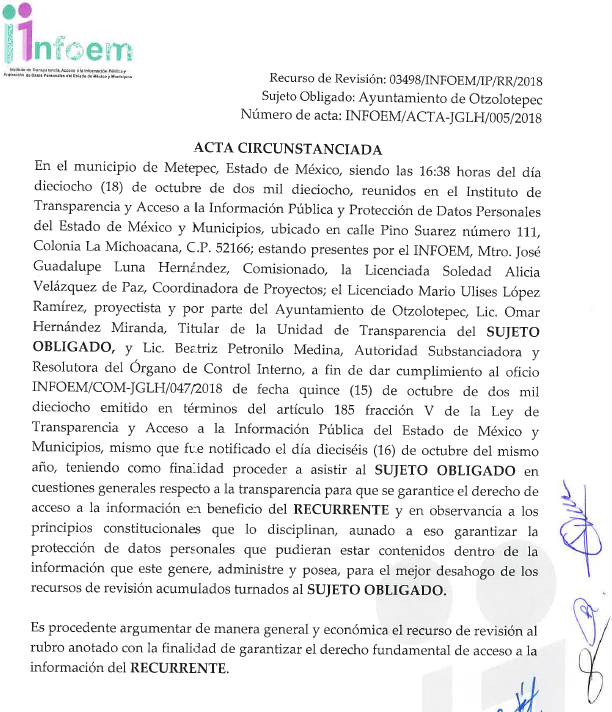 infoem
Instituto de Transparencia, Acceso a la Información Pública y
Protección de Datos Personales del Estado de México y Municipios
Recurso de Revisión: 03498/INFOEM/IP/RR/2018
Sujeto Obligado: Ayuntamiento de Otzolotepec
Número de acta: INFOEM/ACTA-JGLH/005/2018
ACTA CIRCUNSTANCIADA
En el municipio de Metepec, Estado de México, siendo las 16:38 horas del día
dieciocho (18) de octubre de dos mil dieciocho, reunidos en el Instituto de
Transparencia y Acceso a la Información Pública y Protección de Datos Personales
del Estado de México y Municipios, ubicado en calle Pino Suarez número 111,
Colonia La Michoacana, C.P. 52166; estando presentes por el INFOEM, Mtro. José
Guadalupe Luna Hernández, Comisionado, la Licenciada Soledad Alicia
Velázquez de Paz, Coordinadora de Proyectos; el Licenciado Mario Ulises López
Ramírez, proyectista y por parte del Ayuntamiento de Otzolotepec, Lic. Omar
Hernández Miranda, Titular de la Unidad de Transparencia del SUJETO
OBLIGADO, y Lic. Beatriz Petronilo Medina, Autoridad Substanciadora y
Resolutora del Órgano de Control Interno, a fin de dar cumplimiento al oficio
INFOEM/COM-JGLH/047/2018 de fecha quince (15) de octubre de dos mil
dieciocho emitido en términos del artículo 185 fracción V de la Ley de
Transparencia y Acceso a la Información Pública del Estado de México y
Municipios, mismo que fue notificado el día dieciséis (16) de octubre del mismo
año, teniendo como finalidad proceder a asistir al SUJETO OBLIGADO en
cuestiones generales respecto a la transparencia para que se garantice el derecho de
acceso a la información en beneficio del RECURRENTE y en observancia a los
principios constitucionales que lo disciplinan, aunado a eso garantizar la
protección de datos personales que pudieran estar contenidos dentro de la
información que este genere, administre y posea, para el mejor desahogo de los
recursos de revisión acumulados turnados al SUJETO OBLIGADO.
Es procedente argumentar de manera general y económica el recurso de revisión al
rubro anotado con la finalidad de garantizar el derecho fundamental de acceso a la
información del RECURRENTE.